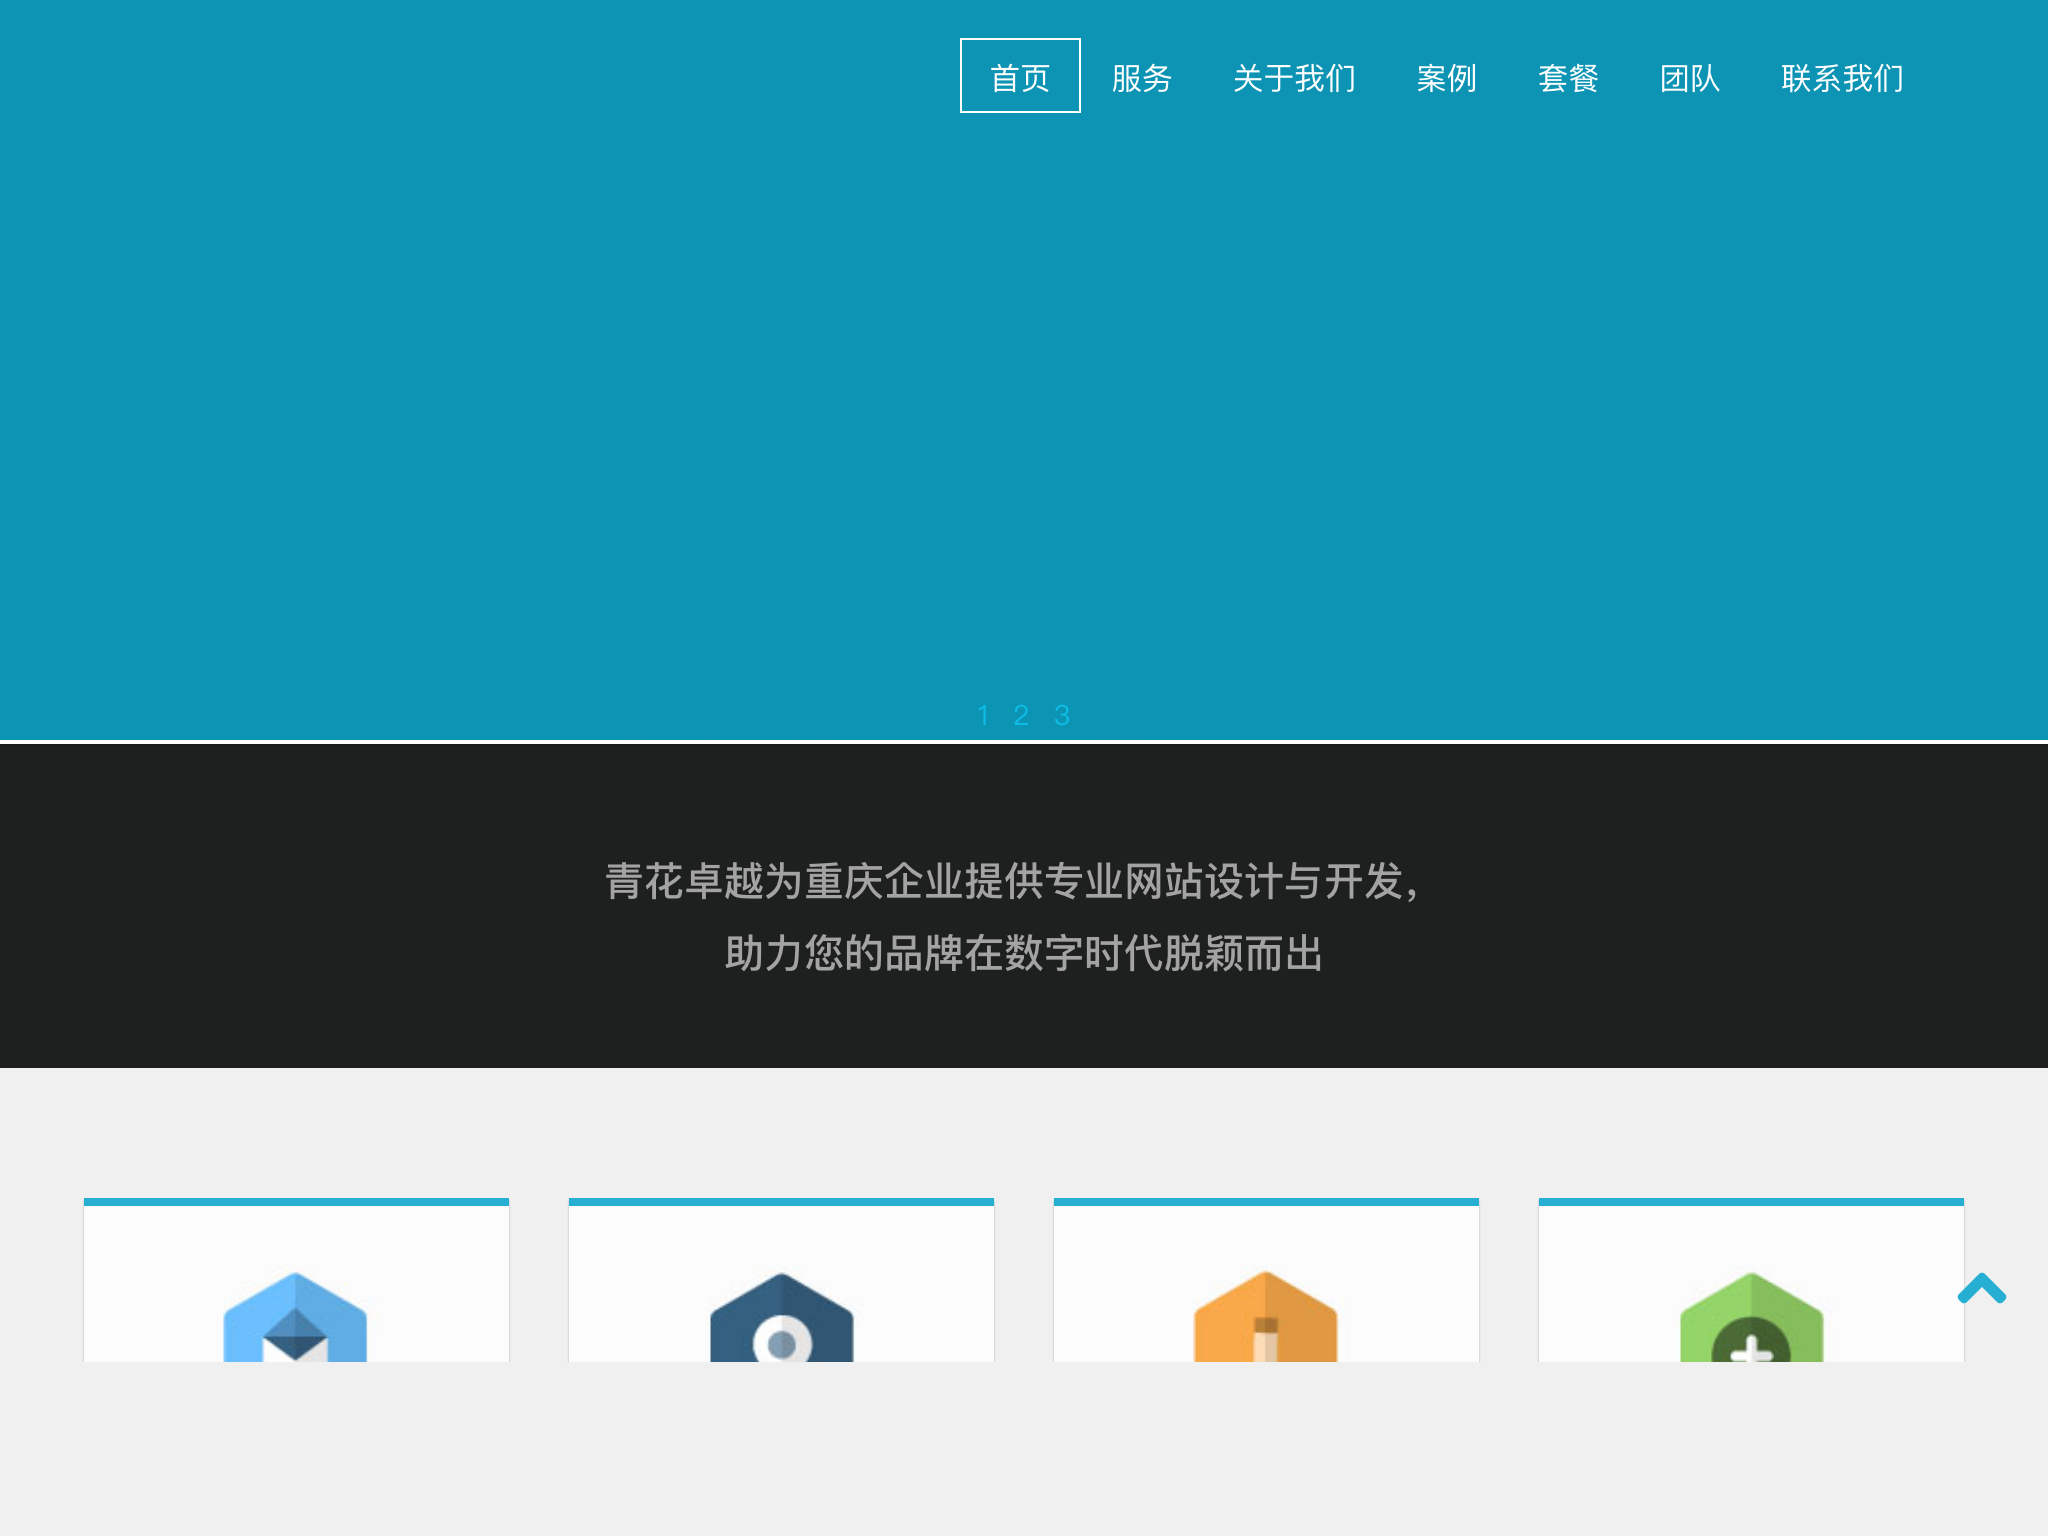 首页 服务 关于我们 案例 套餐 团队 联系我们
1 2 3
青花卓越为重庆企业提供专业网站设计与开发，
助力您的品牌在数字时代脱颖而出